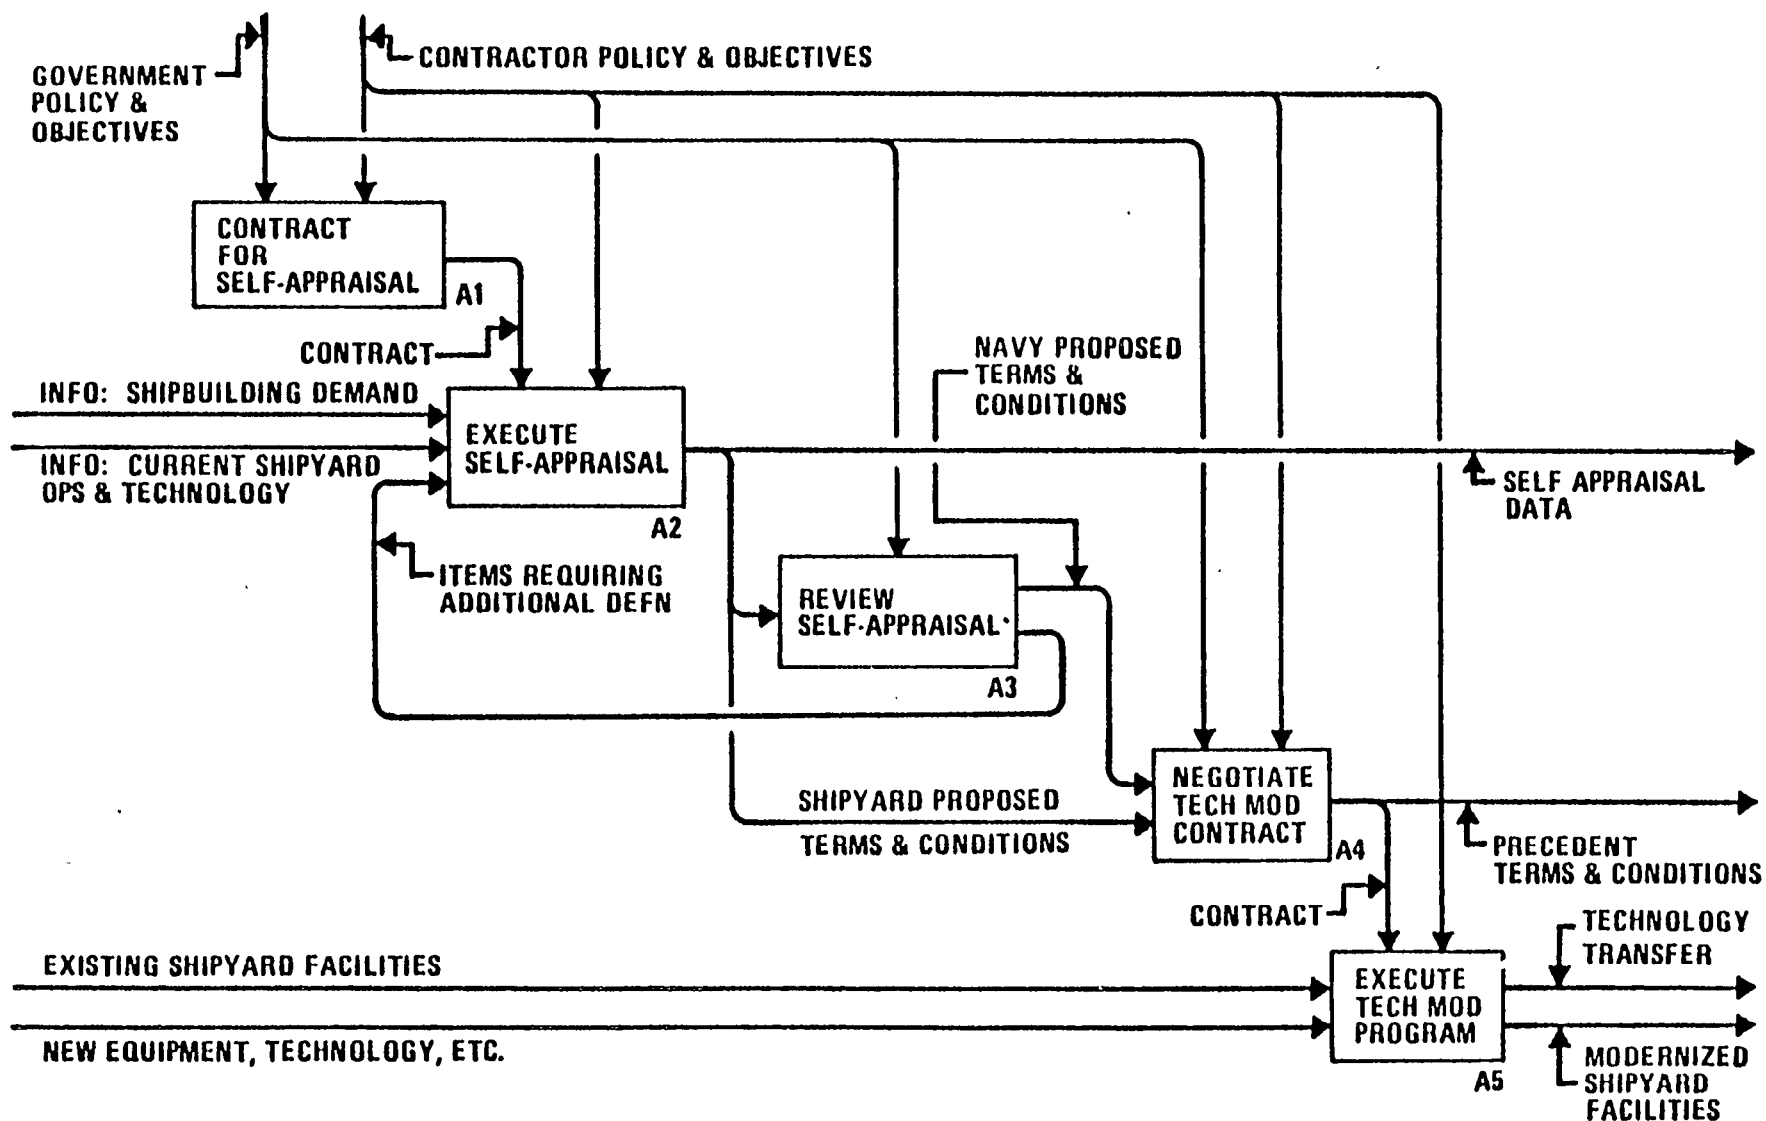 CONTRACTOR POLICY & OBJECTIVES
GOVERNMENT
POLICY &
OBJECTIVES
CONTRACT
FOR
SELF-APPRAISAL
A1
CONTRACT
NAVY PROPOSED
TERMS &
CONDITIONS
INFO: SHIPBUILDING DEMAND
EXECUTE
SELF-APPRAISAL
A2
INFO: CURRENT SHIPYARD
OPS & TECHNOLOGY
SELF APPRAISAL
DATA
ITEMS REQUIRING
ADDITIONAL DEFN
REVIEW
SELF-APPRAISAL
A3
NEGOTIATE
TECH MOD
CONTRACT
A4
SHIPYARD PROPOSED
TERMS & CONDITIONS
PRECEDENT
TERMS & CONDITIONS
CONTRACT
TECHNOLOGY
TRANSFER
EXISTING SHIPYARD FACILITIES
EXECUTE
TECH MOD
PROGRAM
A5
NEW EQUIPMENT, TECHNOLOGY, ETC.
MODERNIZED
SHIPYARD
FACILITIES